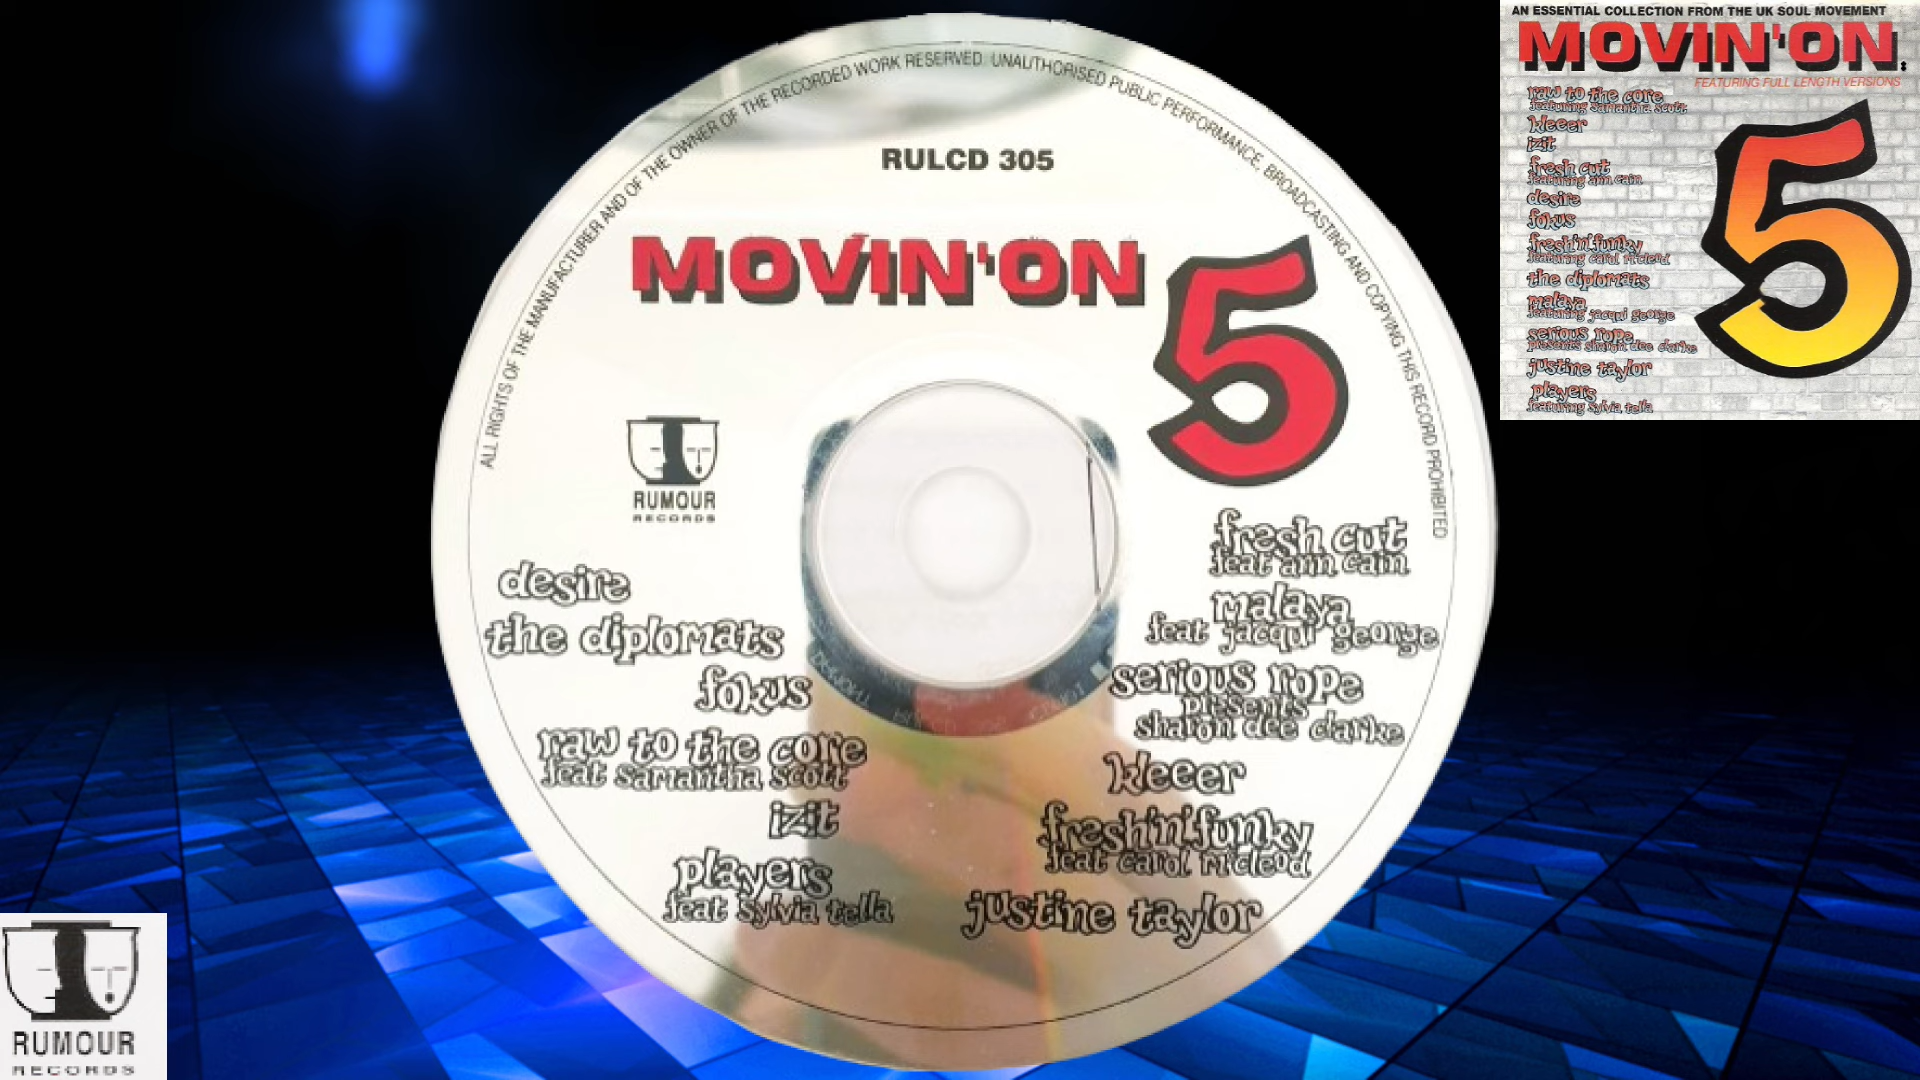 ALL RIGHTS OF THE MANUFACTURER AND OF THE OWNER OF THE RECORDED WORK RESERVED. UNAUTHORISED PUBLIC PERFORMANCE, BROADCASTING AND COPYING THIS RECORD PROHIBITED
RULCD 305
MOVIN'ON 5
RUMOUR
RECORDS
desire
the diplomats
fokus
raw to the core
feat samantha scott
izit
players
feat sylvia tella
fresh cut
feat ann cain
malaya
feat jacqui george
serious rope
presents
sharon dee clarke
kleeer
fresh'n'funky
feat carol mcleod
justine taylor
AN ESSENTIAL COLLECTION FROM THE UK SOUL MOVEMENT
MOVIN'ON:
FEATURING FULL LENGTH VERSIONS
5
raw to the core
featuring samantha scott
kleeer
izit
fresh cut
featuring ann cain
desire
fokus
fresh'n'funky
featuring carol mcleod
the diplomats
malaya
featuring jacqui george
serious rope
presents sharon dee clarke
justine taylor
players
featuring sylvia tella
RUMOUR
RECORDS